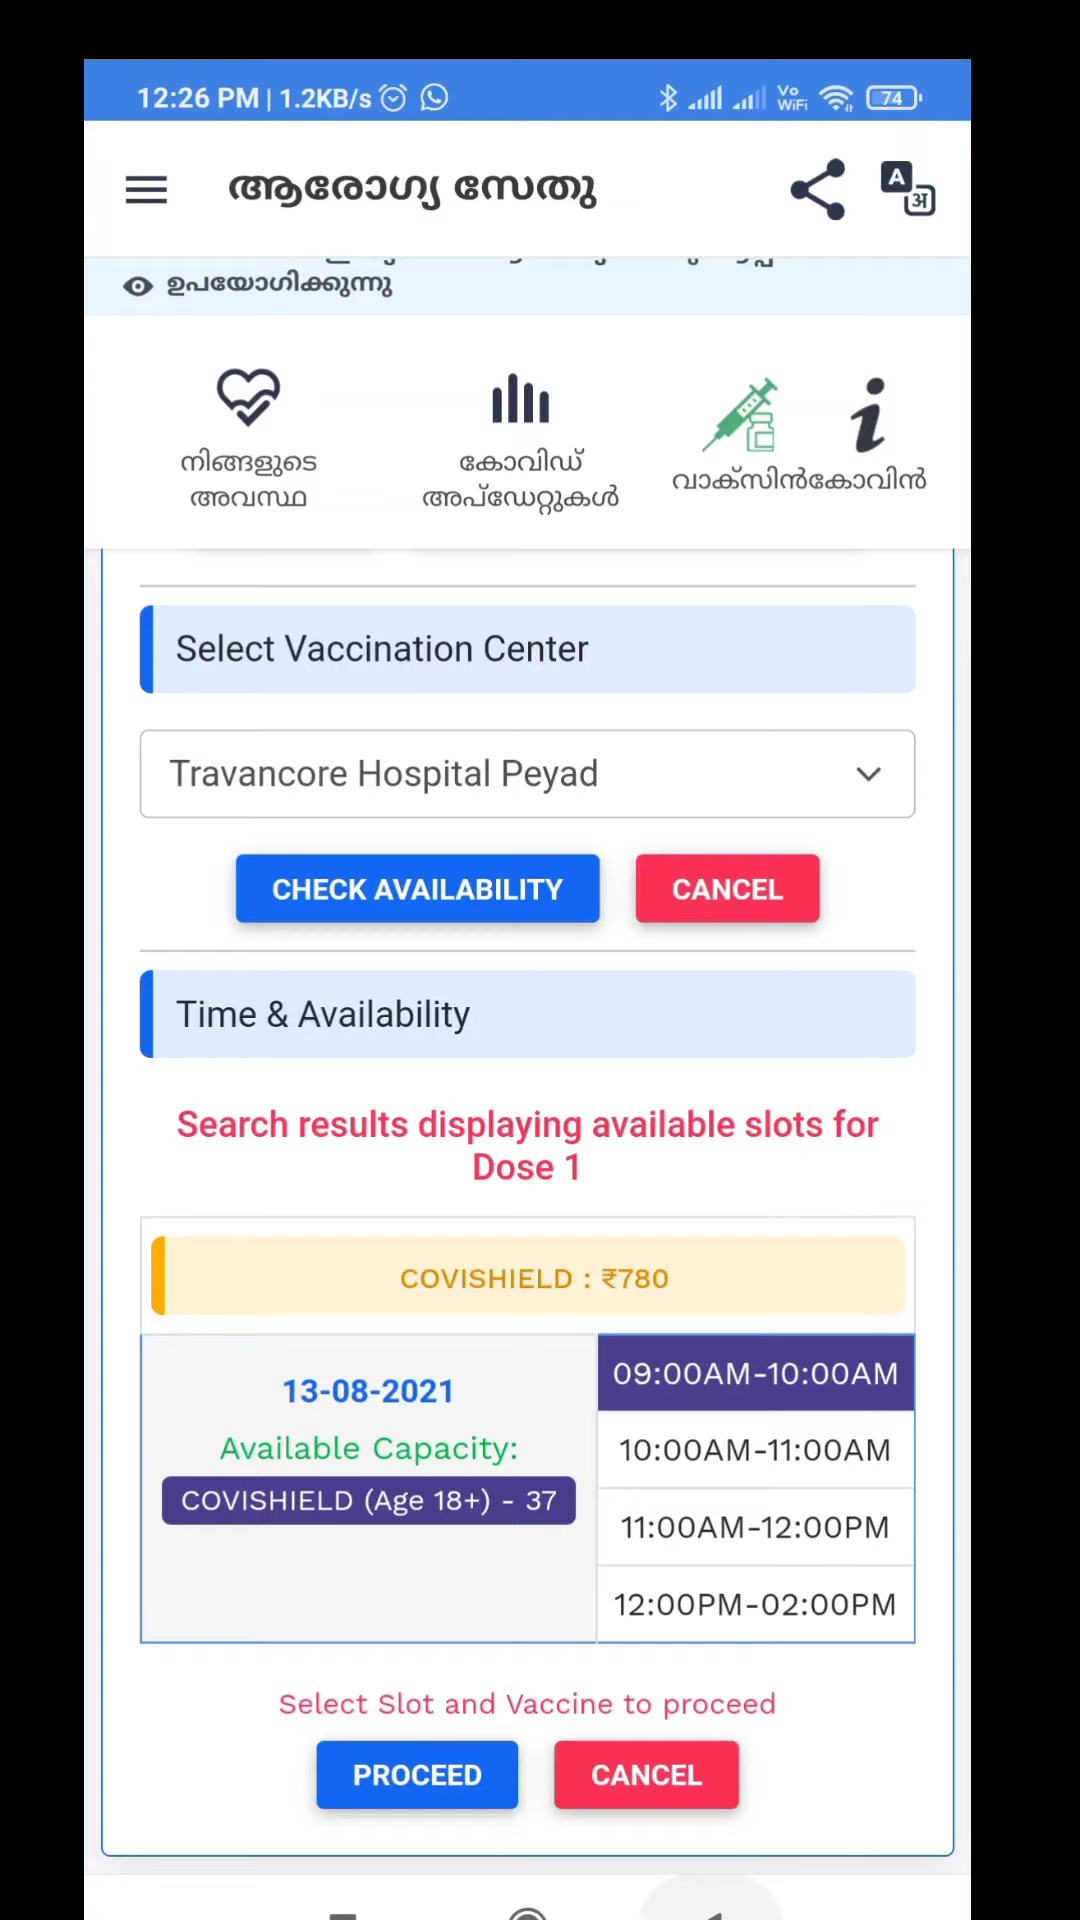 12:26 PM | 1.2KB/s Vo WiFi 74
ആരോഗ്യ സേതു A अ
ഉപയോഗിക്കുന്നു
നിങ്ങളുടെ അവസ്ഥ
കോവിഡ് അപ്ഡേറ്റുകൾ
വാക്സിൻ
കോവിൻ
Select Vaccination Center
Travancore Hospital Peyad
CHECK AVAILABILITY CANCEL
Time & Availability
Search results displaying available slots for
Dose 1
COVISHIELD : ₹780
13-08-2021
Available Capacity:
COVISHIELD (Age 18+) - 37
09:00AM-10:00AM
10:00AM-11:00AM
11:00AM-12:00PM
12:00PM-02:00PM
Select Slot and Vaccine to proceed
PROCEED CANCEL